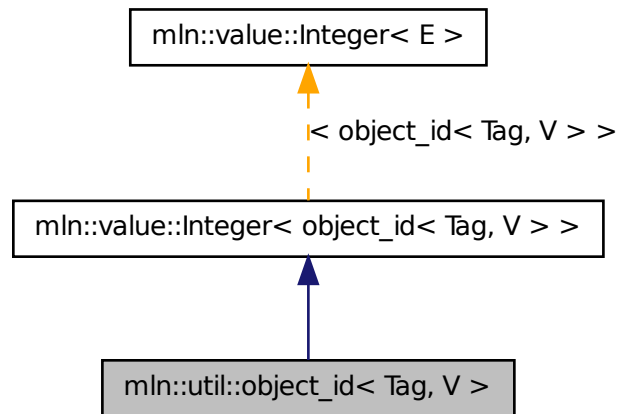 mln::value::Integer< E >
< object_id< Tag, V > >
mln::value::Integer< object_id< Tag, V > >
mln::util::object_id< Tag, V >